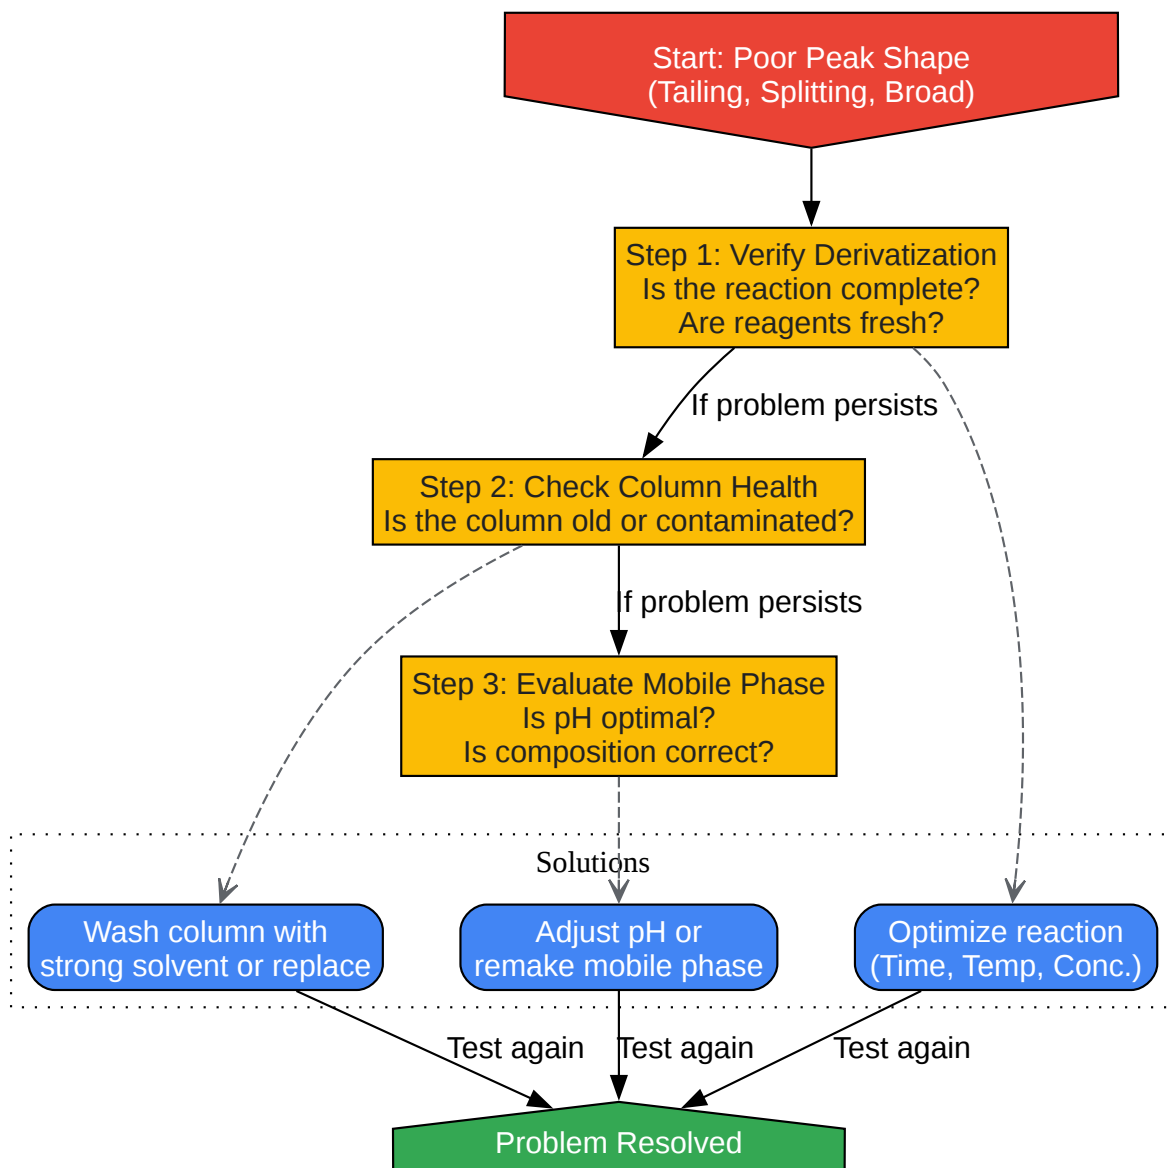 Start: Poor Peak Shape
(Tailing, Splitting, Broad)
Step 1: Verify Derivatization
Is the reaction complete?
Are reagents fresh?
If problem persists
Step 2: Check Column Health
Is the column old or contaminated?
If problem persists
Step 3: Evaluate Mobile Phase
Is pH optimal?
Is composition correct?
Solutions
Wash column with
strong solvent or replace
Adjust pH or
remake mobile phase
Optimize reaction
(Time, Temp, Conc.)
Test again
Test again
Test again
Problem Resolved